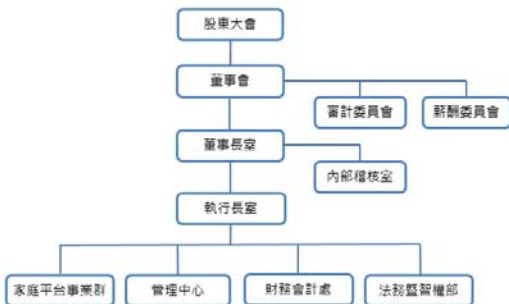 股東大會
董事會
審計委員會
薪酬委員會
董事長室
內部稽核室
執行長室
家庭平台事業群
管理中心
財務會計處
法務暨智權部